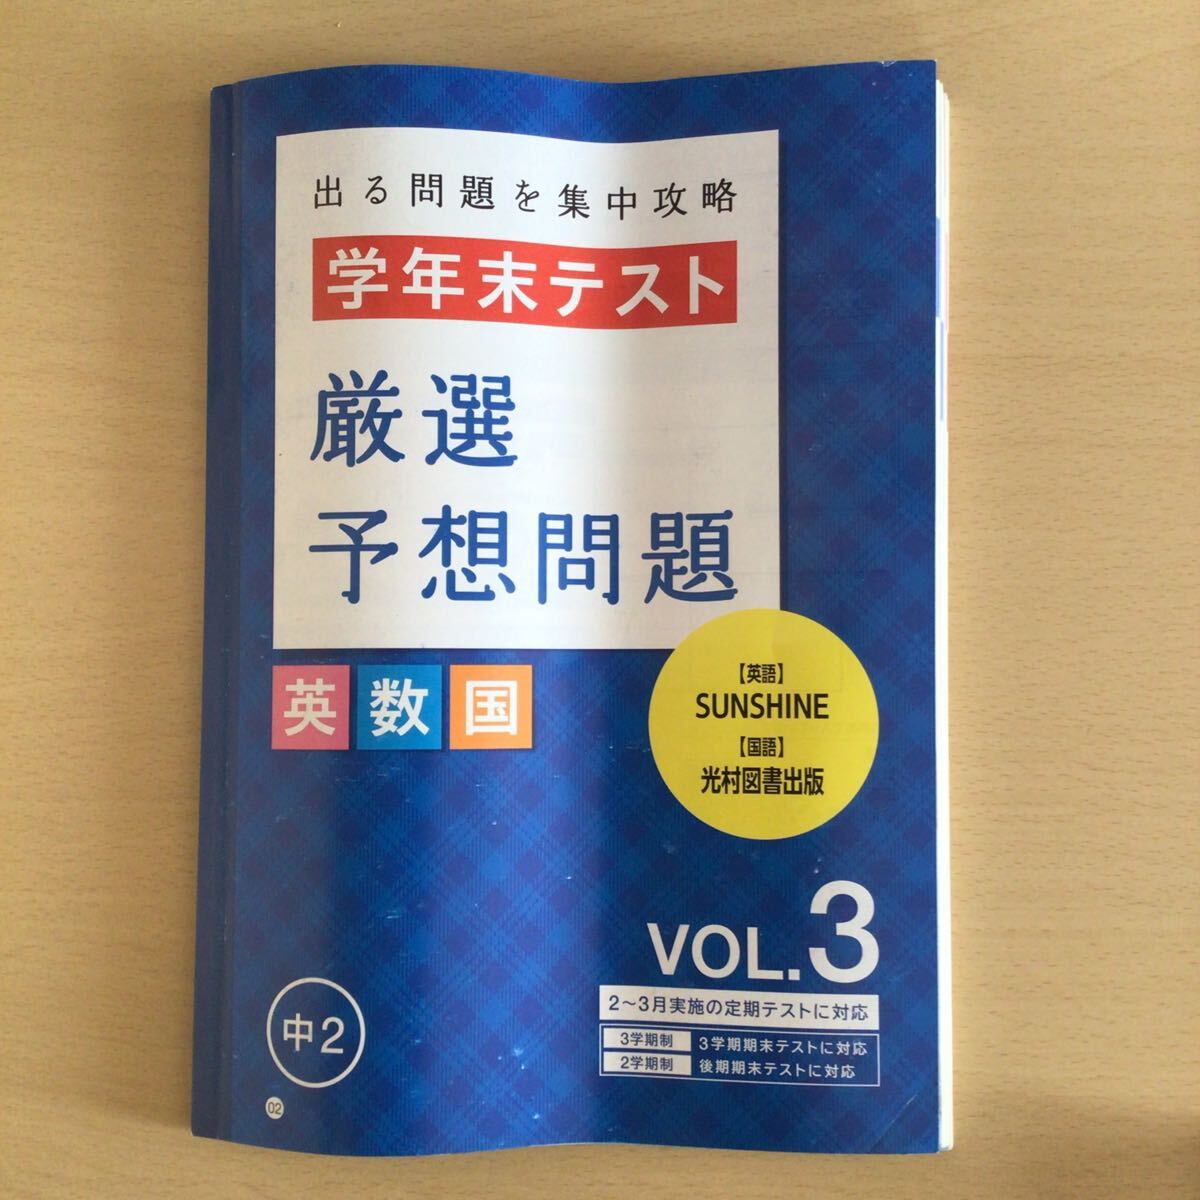 出る問題を集中攻略
学年末テスト
厳選
予想問題
英 数 国
【英語】
SUNSHINE
【国語】
光村図書出版
VOL.3
2～3月実施の定期テストに対応
3学期制 3学期期末テストに対応
2学期制 後期期末テストに対応
中2
02